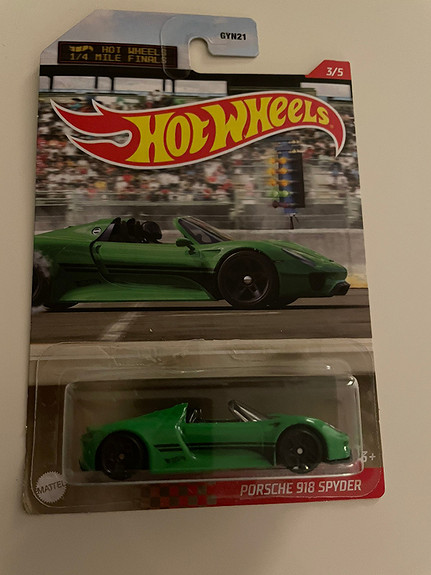 GYN21
HOT WHEELS
1/4 MILE FINALS
3/5
HOT WHEELS
MATTEL
PORSCHE 918 SPYDER